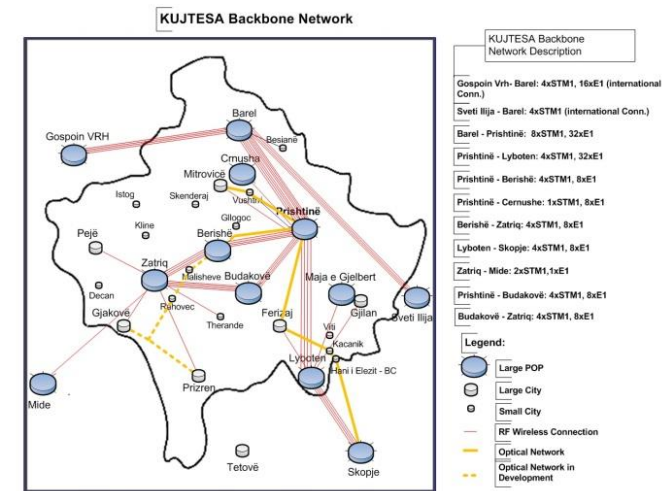 KUJTESA Backbone Network
KUJTESA Backbone
Network Description
Gospoin Vrh- Barel: 4xSTM1, 16xE1 (international
Conn.)
Sveti Ilija - Barel: 4xSTM1 (international Conn.)
Barel - Prishtinë: 8xSTM1, 32xE1
Prishtinë - Lyboten: 4xSTM1, 32xE1
Prishtinë - Berishë: 4xSTM1, 8xE1
Prishtinë - Cernushe: 1xSTM1, 8xE1
Berishë - Zatriq: 4xSTM1, 8xE1
Lyboten - Skopje: 4xSTM1, 8xE1
Zatriq - Mide: 2xSTM1,1xE1
Prishtinë - Budakovë: 4xSTM1, 8xE1
Budakovë - Zatriq: 4xSTM1, 8xE1
Legend:
Large POP
Large City
Small City
RF Wireless Connection
Optical Network
Optical Network in
Development
Barel
Gospoin VRH
Besianë
Crnusha
Mitrovicë
Istog
Skenderaj
Vushtri
Prishtinë
Gllogoc
Kline
Pejë
Berishë
Zatriq
Malisheve
Budakovë
Maja e Gjelbert
Decan
Rahovec
Gjakovë
Therande
Ferizaj
Gjilan
Sveti Ilija
Viti
Kacanik
Lyboten
Hani i Elezit - BC
Prizren
Mide
Tetovë
Skopje